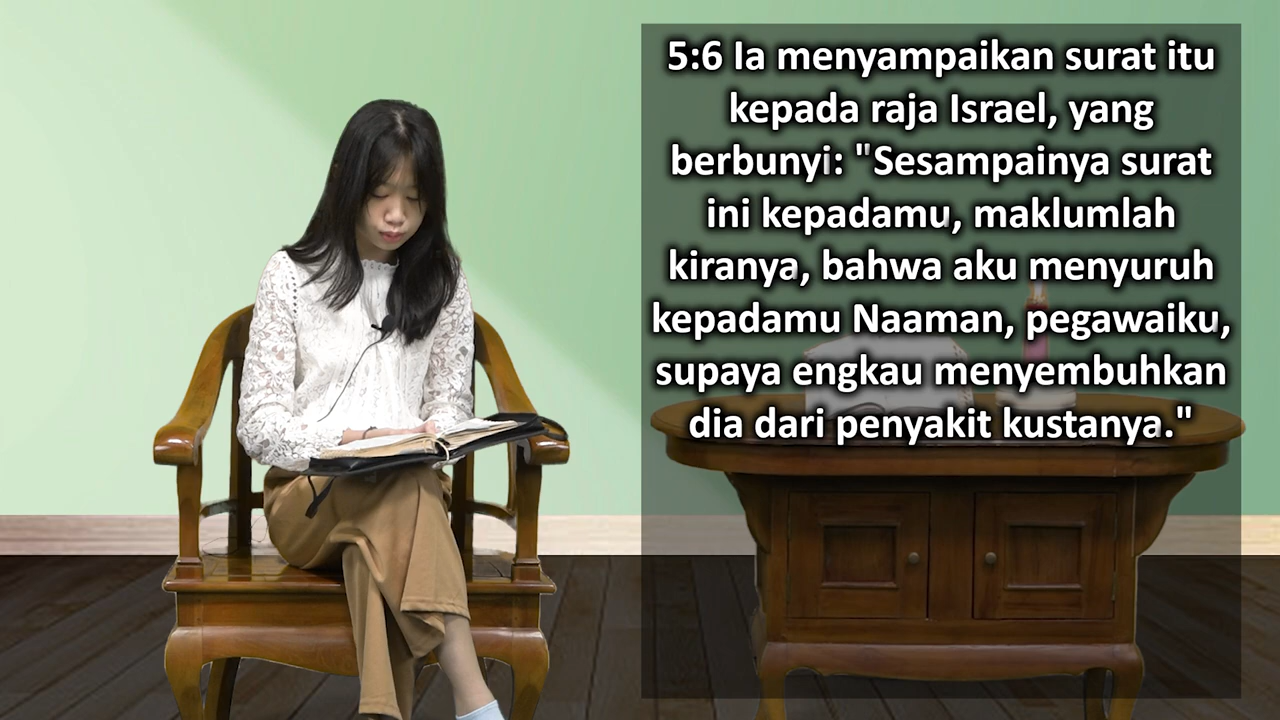 5:6 Ia menyampaikan surat itu
kepada raja Israel, yang
berbunyi: "Sesampainya surat
ini kepadamu, maklumlah
kiranya, bahwa aku menyuruh
kepadamu Naaman, pegawaiku,
supaya engkau menyembuhkan
dia dari penyakit kustanya."